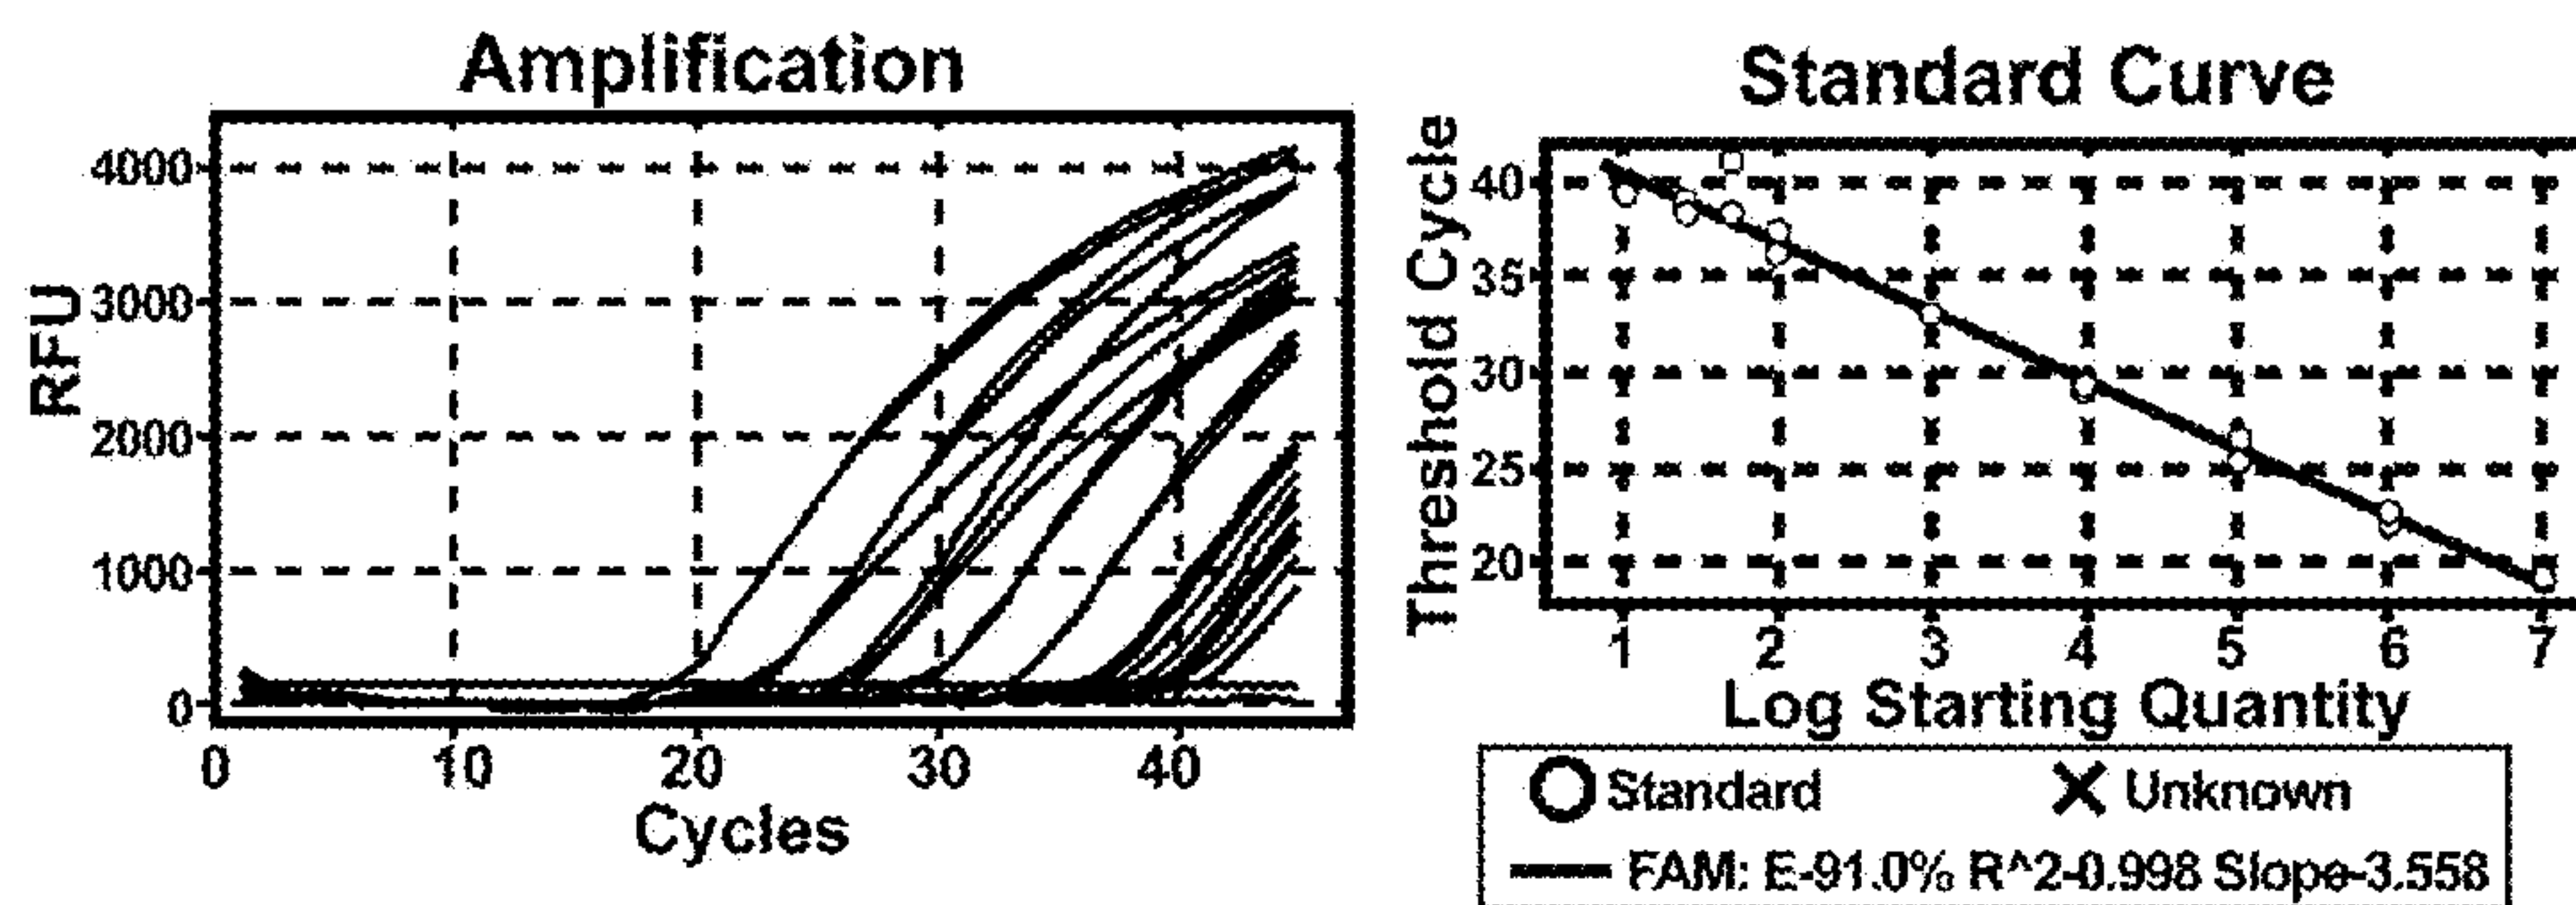 Amplification
RFU
4000
3000
2000
1000
0
0 10 20 30 40
Cycles
Standard Curve
Threshold Cycle
40
35
30
25
20
1 2 3 4 5 6 7
Log Starting Quantity
Standard Unknown
FAM: E-91.0% R^2-0.998 Slope-3.558